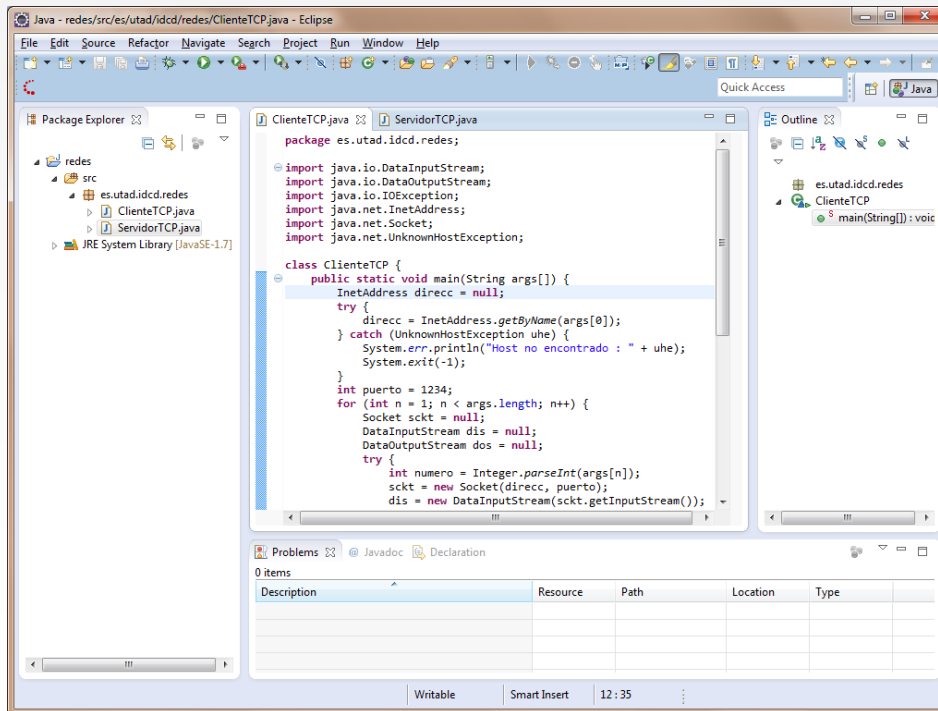 Java - redes/src/es/utad/idcd/redes/ClienteTCP.java - Eclipse
File Edit Source Refactor Navigate Search Project Run Window Help
Quick Access
Java
Package Explorer
redes
src
es.utad.idcd.redes
ClienteTCP.java
ServidorTCP.java
JRE System Library [JavaSE-1.7]
ClienteTCP.java ServidorTCP.java
package es.utad.idcd.redes;
import java.io.DataInputStream;
import java.io.DataOutputStream;
import java.io.IOException;
import java.net.InetAddress;
import java.net.Socket;
import java.net.UnknownHostException;
class ClienteTCP {
public static void main(String args[]) {
InetAddress direcc = null;
try {
direcc = InetAddress.getByName(args[0]);
} catch (UnknownHostException uhe) {
System.err.println("Host no encontrado : " + uhe);
System.exit(-1);
}
int puerto = 1234;
for (int n = 1; n < args.length; n++) {
Socket sckt = null;
DataInputStream dis = null;
DataOutputStream dos = null;
try {
int numero = Integer.parseInt(args[n]);
sckt = new Socket(direcc, puerto);
dis = new DataInputStream(sckt.getInputStream());
Outline
es.utad.idcd.redes
ClienteTCP
main(String[]) : voic
Problems @ Javadoc Declaration
0 items
Description Resource Path Location Type
Writable Smart Insert 12 : 35